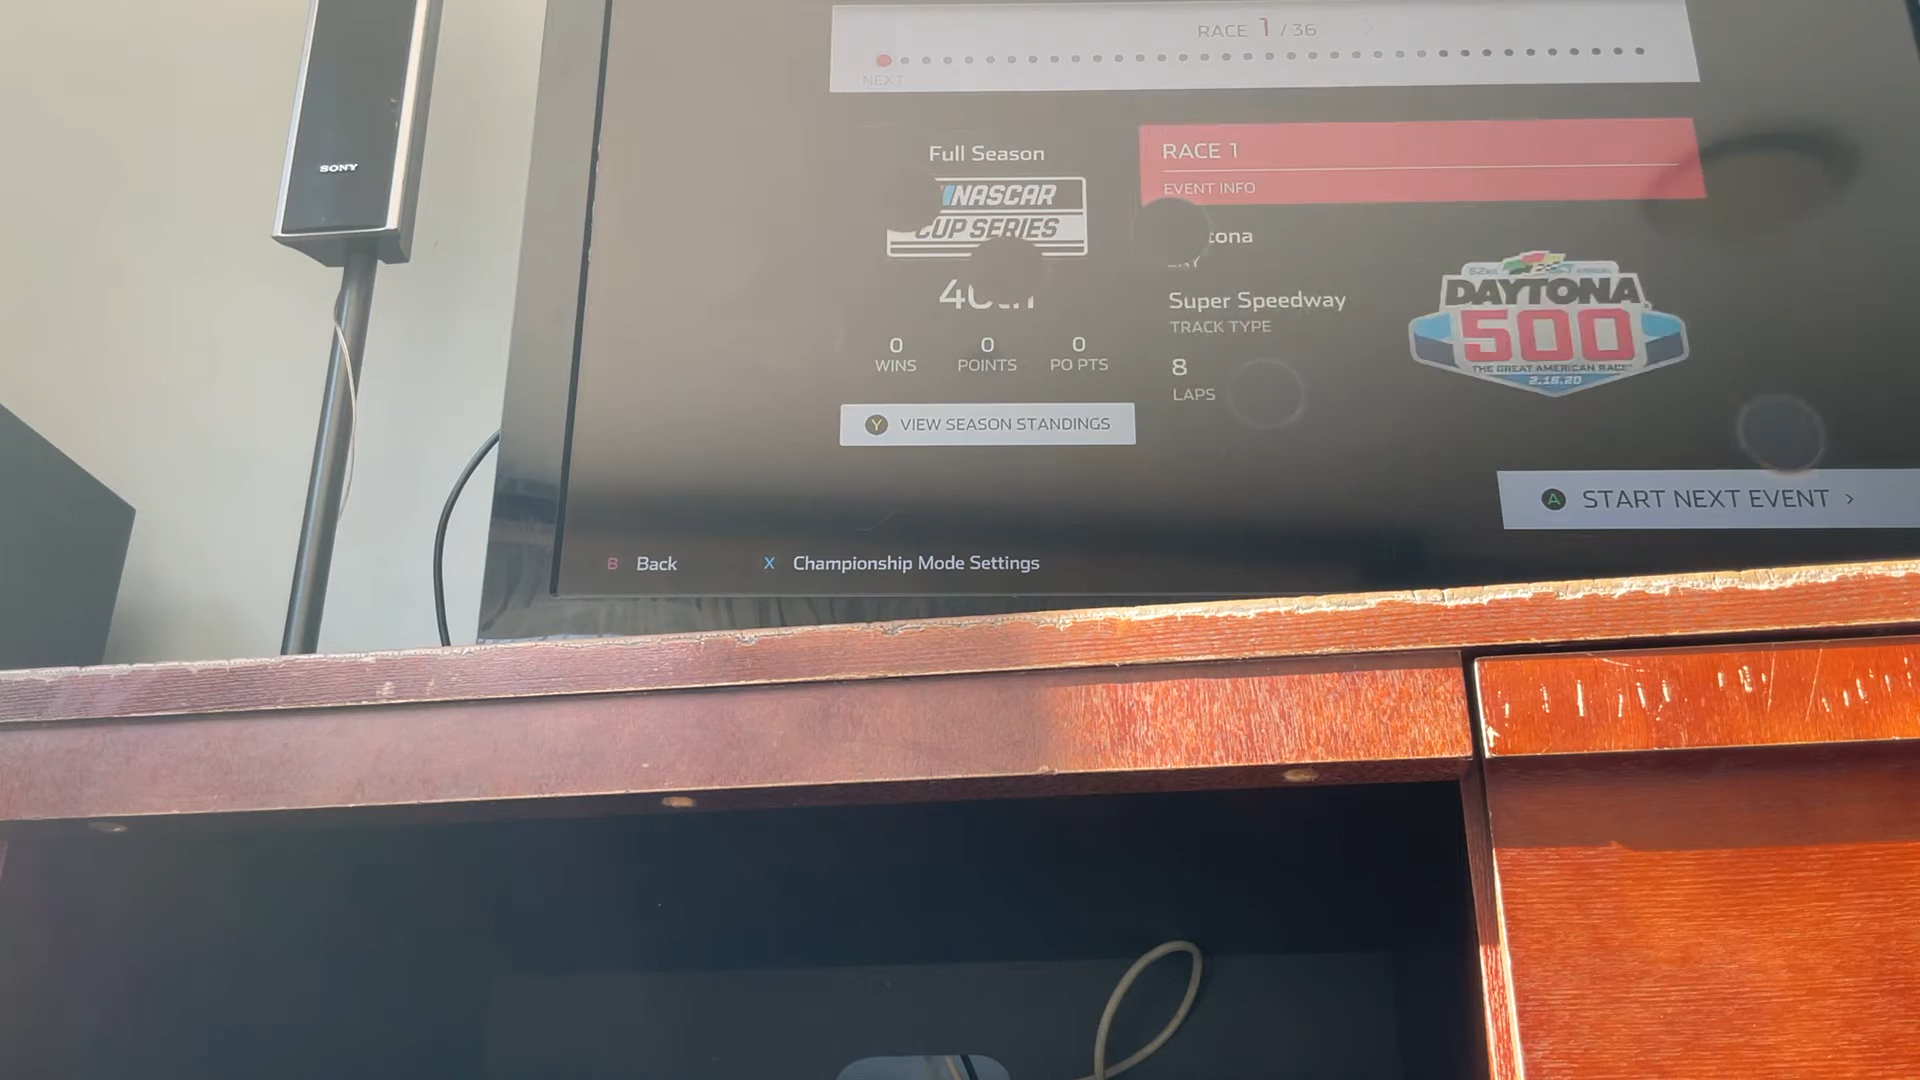 SONY
RACE 1 / 36
NEXT
Full Season
NASCAR
CUP SERIES
0 WINS
0 POINTS
0 PO PTS
Y VIEW SEASON STANDINGS
RACE 1
EVENT INFO
Super Speedway
TRACK TYPE
8
LAPS
DAYTONA
500
THE GREAT AMERICAN RACE
2.16.20
A START NEXT EVENT >
B Back
X Championship Mode Settings